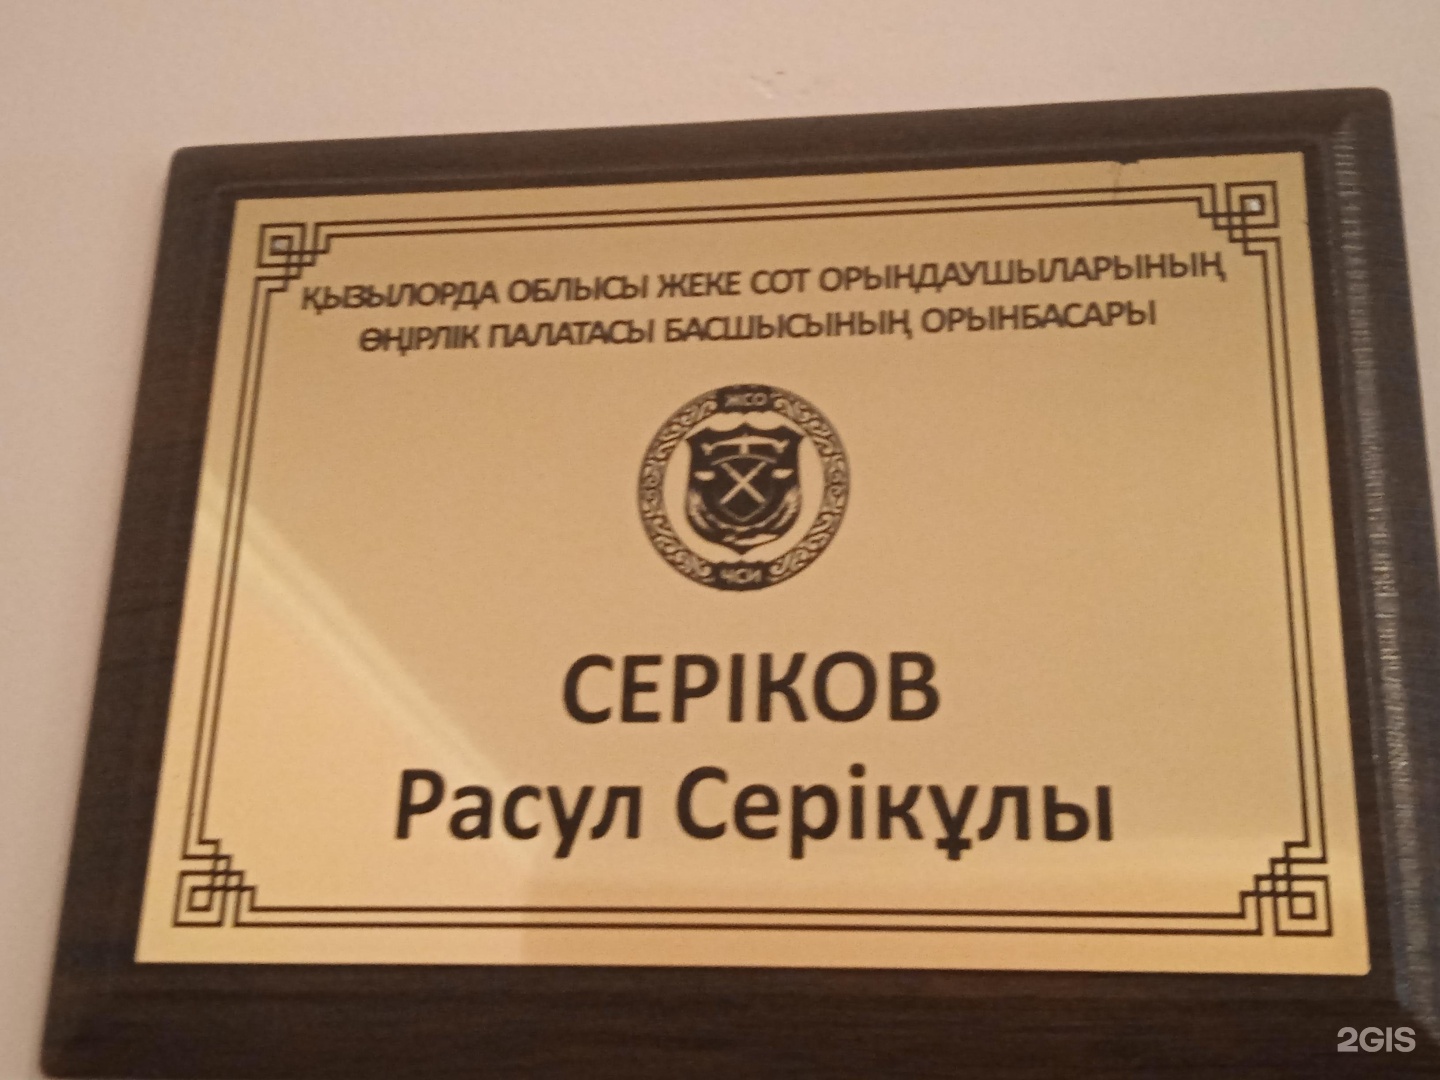 ҚЫЗЫЛОРДА ОБЛЫСЫ ЖЕКЕ СОТ ОРЫНДАУШЫЛАРЫНЫҢ
ӨҢІРЛІК ПАЛАТАСЫ БАСШЫСЫНЫҢ ОРЫНБАСАРЫ
ЖСО
ЧСИ
СЕРІКОВ
Расул Серікұлы
2GIS